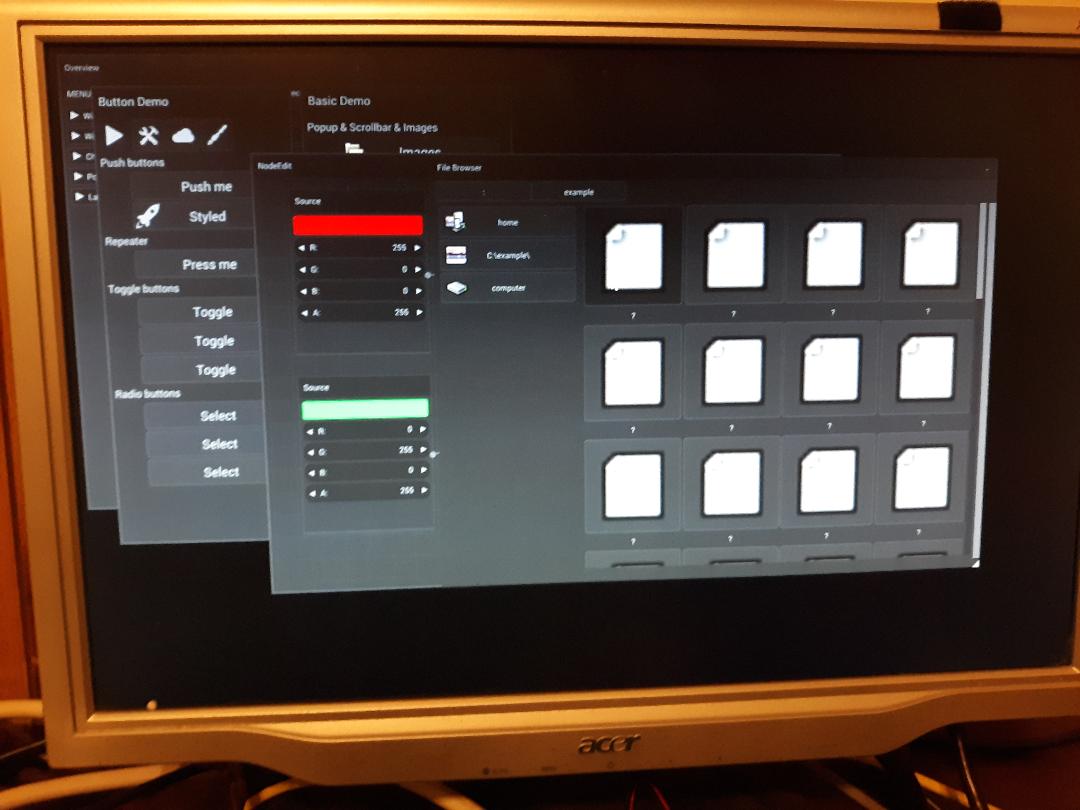 Overview
MENU
Button Demo
Push buttons
Push me
Styled
Repeater
Press me
Toggle buttons
Toggle
Toggle
Toggle
Radio buttons
Select
Select
Select
Basic Demo
Popup & Scrollbar & Images
Images
NodeEdit
Source
R: 255
G: 0
B: 0
A: 255
Source
R: 0
G: 255
B: 0
A: 255
File Browser
: example
home
C:\example\
computer
? ? ? ?
? ? ? ?
? ? ? ?
acer